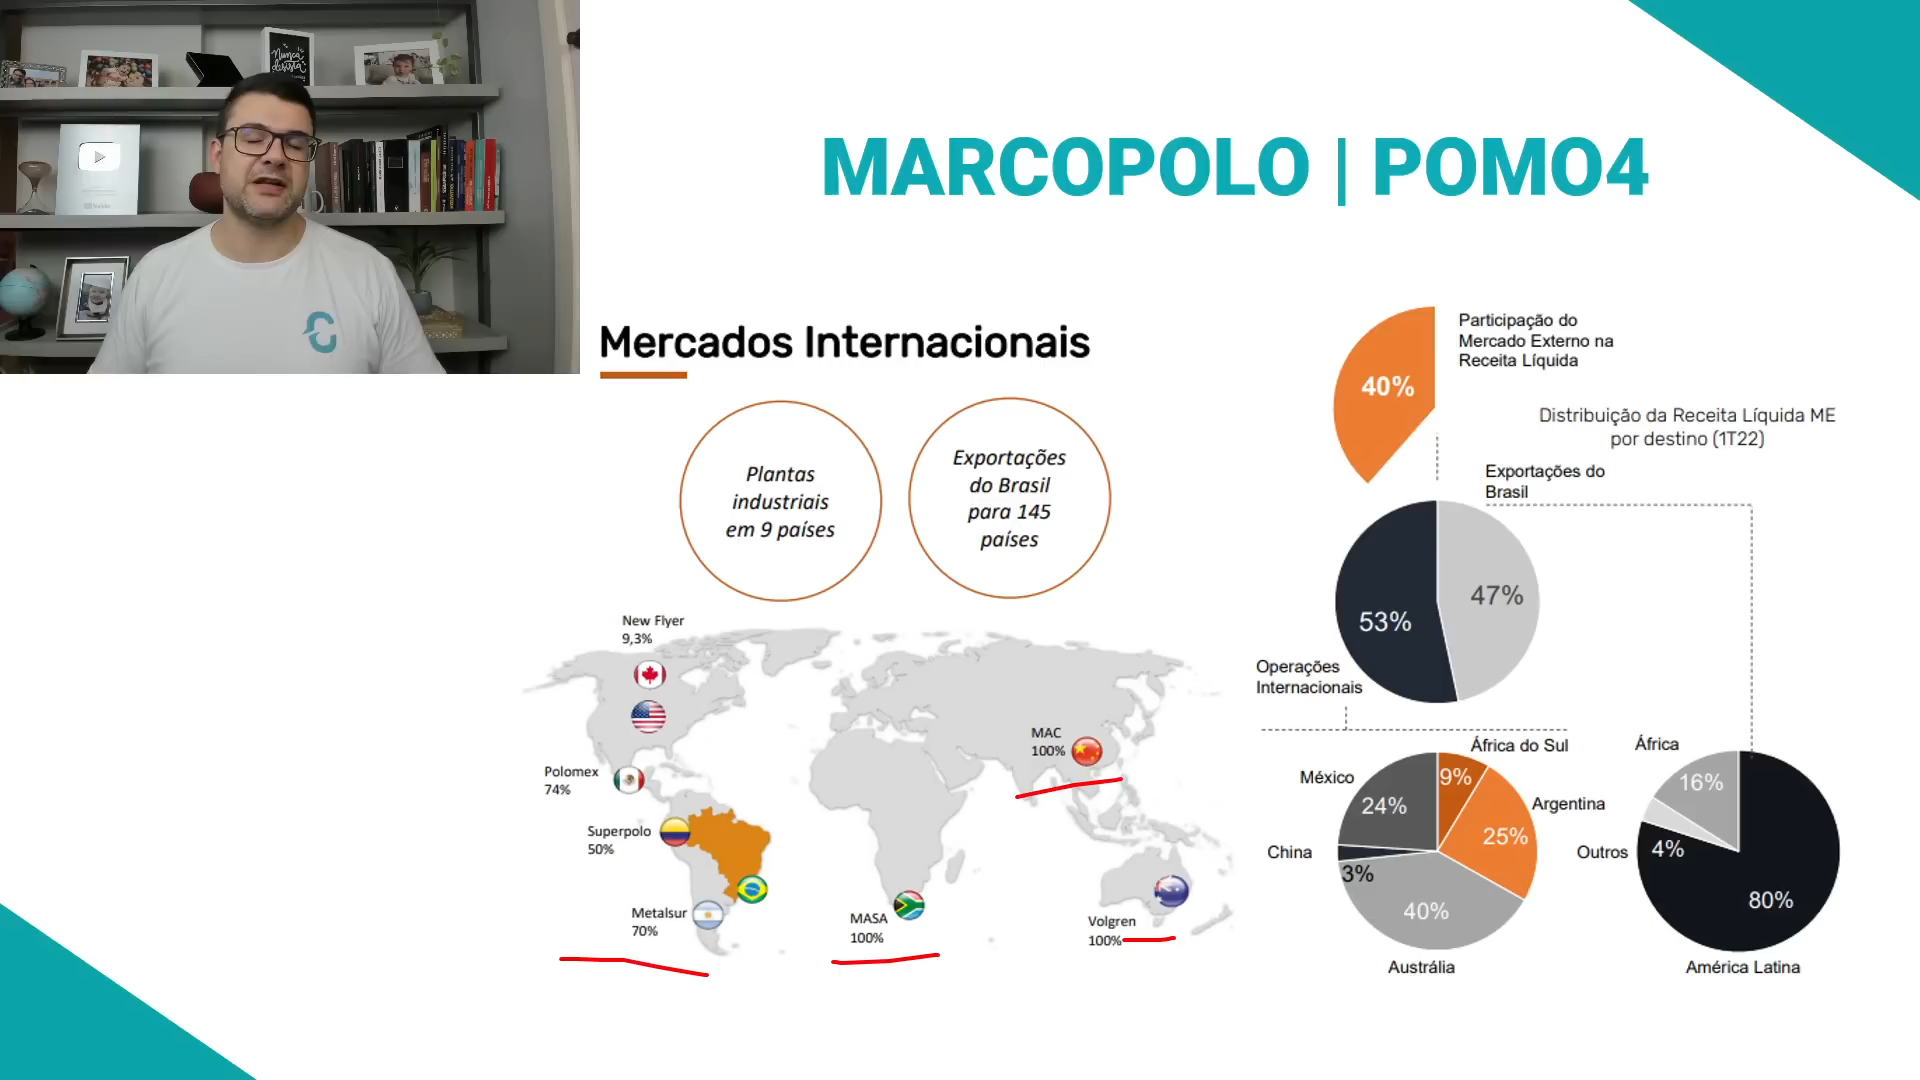 Nunca
desista
MARCOPOLO | POMO4
Mercados Internacionais
Plantas
industriais
em 9 países
Exportações
do Brasil
para 145
países
New Flyer
9,3%
Polomex
74%
Superpolo
50%
Metalsur
70%
MASA
100%
MAC
100%
Volgren
100%
40%
Participação do
Mercado Externo na
Receita Líquida
Distribuição da Receita Líquida ME
por destino (1T22)
Exportações do
Brasil
53%
47%
Operações
Internacionais
África do Sul
9%
México
24%
Argentina
25%
China
3%
40%
Austrália
África
16%
Outros
4%
80%
América Latina